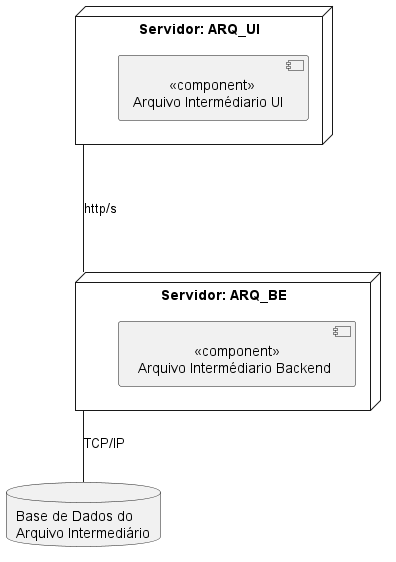 Servidor: ARQ_UI
«component»
Arquivo Intermédiario UI
http/s
Servidor: ARQ_BE
«component»
Arquivo Intermédiario Backend
TCP/IP
Base de Dados do
Arquivo Intermediário